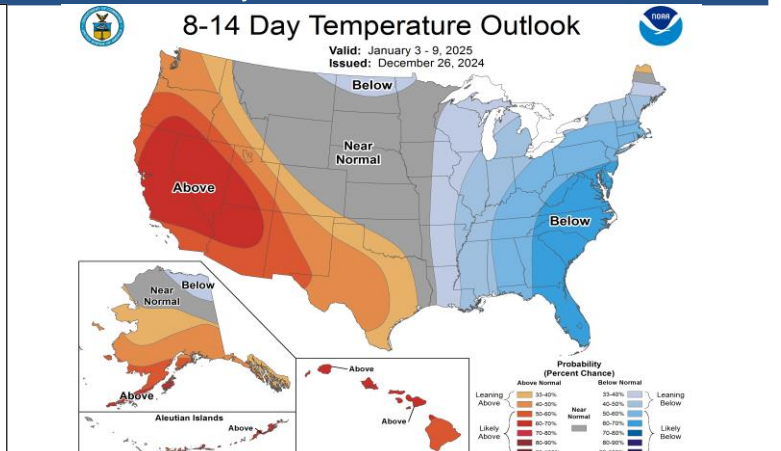 8-14 Day Temperature Outlook
Valid: January 3 - 9, 2025
Issued: December 26, 2024
NOAA
Below
Near
Normal
Above
Below
Near
Normal
Below
Above
Aleutian Islands
Above
Above
Above
Probability
(Percent Chance)
Above Normal Below Normal
Leaning
Above
33-40% 33-40%
40-50% 40-50%
Leaning
Below
Likely
Above
50-60% 50-60%
60-70% 60-70%
70-80% 70-80%
80-90% 80-90%
Near
Normal
Likely
Below